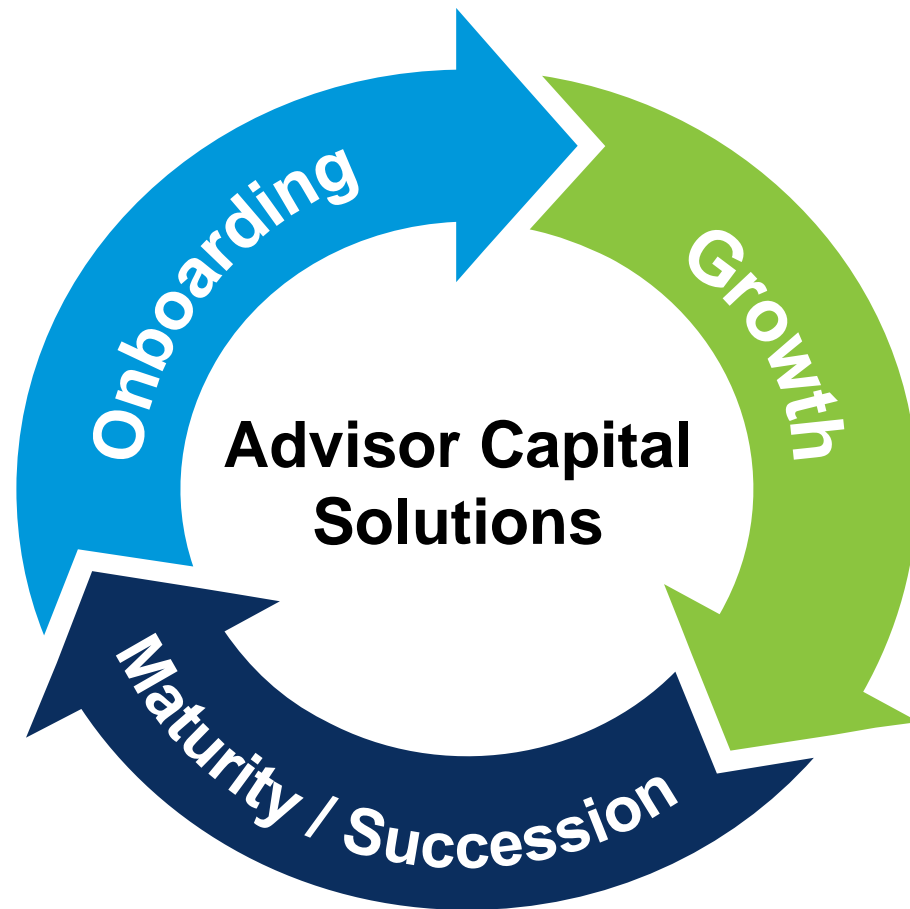 Onboarding
Growth
Advisor Capital
Solutions
Maturity / Succession